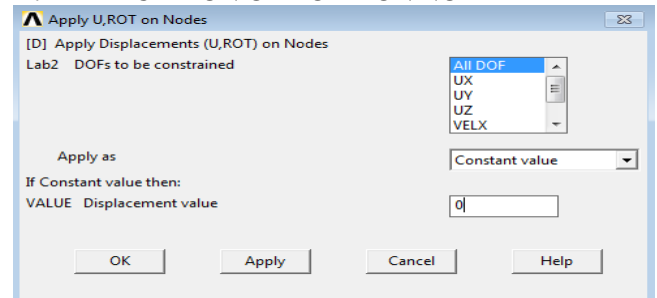 Apply U,ROT on Nodes
[D] Apply Displacements (U,ROT) on Nodes
Lab2 DOFs to be constrained
All DOF
UX
UY
UZ
VELX
Apply as
Constant value
If Constant value then:
VALUE Displacement value
0
OK Apply Cancel Help